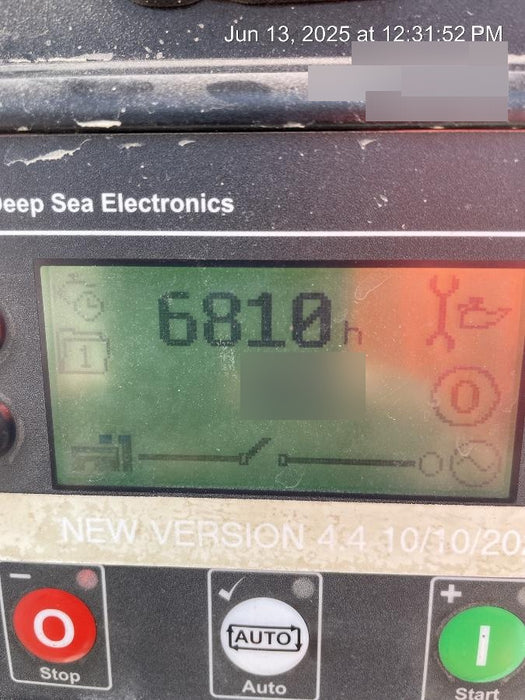 Jun 13, 2025 at 12:31:52 PM
Deep Sea Electronics
6810 h
1
0
NEW VERSION 4.4 10/10/20
− ✓ +
O AUTO I
Stop Auto Start